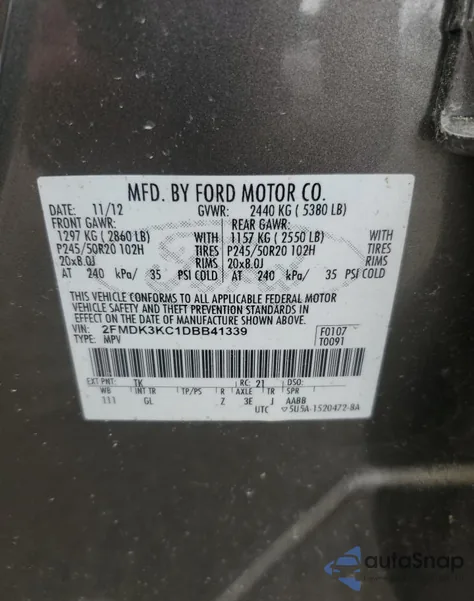 MFD. BY FORD MOTOR CO.
DATE: 11/12 GVWR: 2440 KG ( 5380 LB)
FRONT GAWR: REAR GAWR:
1297 KG ( 2860 LB) WITH 1157 KG ( 2550 LB) WITH
P245/50R20 102H TIRES P245/50R20 102H TIRES
20x8.0J RIMS 20x8.0J RIMS
AT 240 kPa/ 35 PSI COLD AT 240 kPa/ 35 PSI COLD
THIS VEHICLE CONFORMS TO ALL APPLICABLE FEDERAL MOTOR
VEHICLE SAFETY AND THEFT PREVENTION STANDARDS IN
EFFECT ON THE DATE OF MANUFACTURE SHOWN ABOVE.
VIN: 2FMDK3KC1DBB41339 F0107
TYPE: MPV T0091
EXT PNT: TK RC: 21 DSO:
WB INT TR TP/PS R AXLE TR SPR
111 GL Z 3E J AABB
UTC 5U5A-1520472-BA
autoSnap